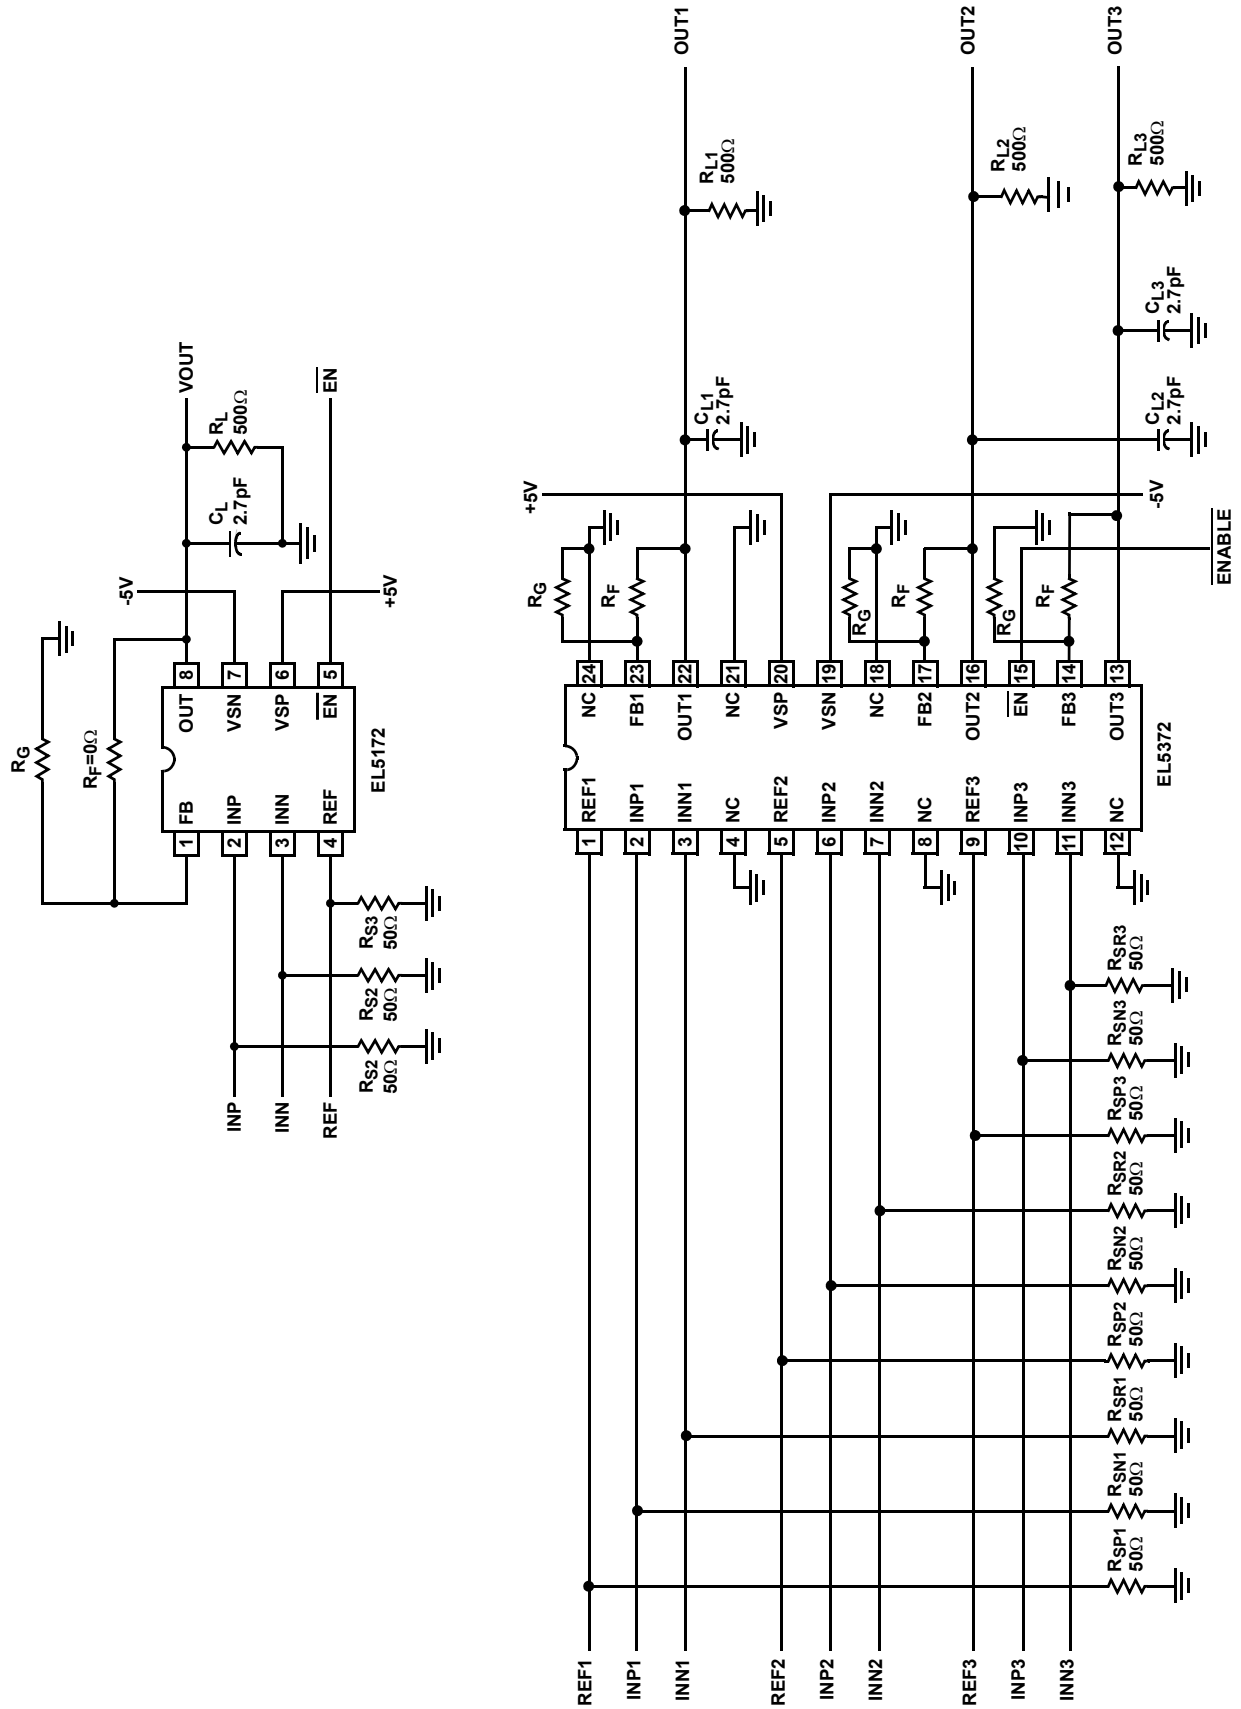 RG
RF=0Ω
-5V
CL
2.7pF
RL
500Ω
VOUT
1
FB
OUT
8
INP
2
INP
VSN
7
INN
3
INN
VSP
6
+5V
REF
4
REF
EN
5
EN
EL5172
RS2
50Ω
RS2
50Ω
RS3
50Ω
+5V
-5V
ENABLE
RG
RF
RG
RF
RG
RF
CL1
2.7pF
RL1
500Ω
OUT1
RL2
500Ω
OUT2
CL2
2.7pF
CL3
2.7pF
RL3
500Ω
OUT3
REF1
1
REF1
NC
24
INP1
2
INP1
FB1
23
INN1
3
INN1
OUT1
22
4
NC
NC
21
REF2
5
REF2
VSP
20
INP2
6
INP2
VSN
19
INN2
7
INN2
NC
18
8
NC
FB2
17
REF3
9
REF3
OUT2
16
INP3
10
INP3
EN
15
INN3
11
INN3
FB3
14
12
NC
OUT3
13
EL5372
RSP1
50Ω
RSN1
50Ω
RSR1
50Ω
RSP2
50Ω
RSN2
50Ω
RSR2
50Ω
RSP3
50Ω
RSN3
50Ω
RSR3
50Ω